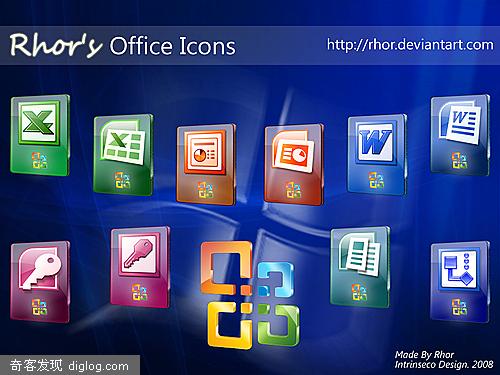 Rhor's Office Icons
http://rhor.deviantart.com
X
X
W
W
Made By Rhor
Intrinseco Design. 2008
奇客发现 diglog.com